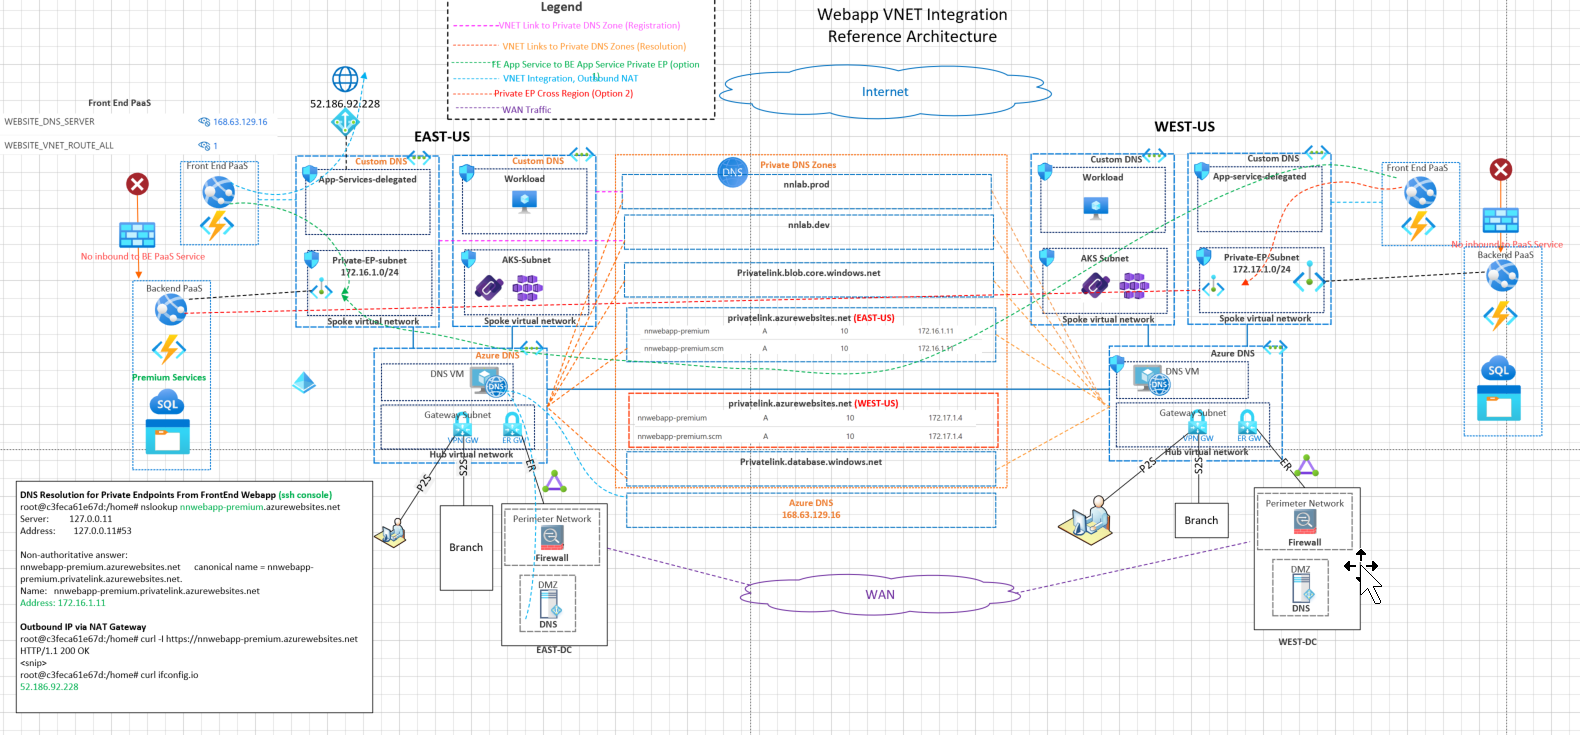 Legend
VNET Link to Private DNS Zone (Registration)
VNET Links to Private DNS Zones (Resolution)
FE App Service to BE App Service Private EP (option
1)
VNET Integration, Outbound NAT
Private EP Cross Region (Option 2)
WAN Traffic
Webapp VNET Integration
Reference Architecture
Internet
52.186.92.228
Front End PaaS
WEBSITE_DNS_SERVER
168.63.129.16
WEBSITE_VNET_ROUTE_ALL
1
EAST-US
WEST-US
Front End PaaS
No inbound to BE PaaS Service
Backend PaaS
Premium Services
SQL
Custom DNS
App-Services-delegated
Private-EP-subnet
172.16.1.0/24
Spoke virtual network
Custom DNS
Workload
AKS-Subnet
Spoke virtual network
Azure DNS
DNS VM
DNS
Gateway Subnet
VPN GW
ER GW
Hub virtual network
P2S
S2S
ER
Branch
Perimeter Network
Firewall
DMZ
DNS
EAST-DC
DNS
Private DNS Zones
nnlab.prod
nnlab.dev
Privatelink.blob.core.windows.net
privatelink.azurewebsites.net (EAST-US)
nnwebapp-premium A 10 172.16.1.11
nnwebapp-premium.scm A 10 172.16.1.11
privatelink.azurewebsites.net (WEST-US)
nnwebapp-premium A 10 172.17.1.4
nnwebapp-premium.scm A 10 172.17.1.4
Privatelink.database.windows.net
Azure DNS
168.63.129.16
WAN
Custom DNS
Workload
AKS Subnet
Spoke virtual network
Custom DNS
App-service-delegated
Private-EP/Subnet
172.17.1.0/24
Spoke virtual network
Azure DNS
DNS VM
DNS
Gateway Subnet
VPN GW
ER GW
Hub virtual network
P2S
S2S
ER
Branch
Perimeter Network
Firewall
DMZ
DNS
WEST-DC
Front End PaaS
No inbound to BE PaaS Service
Backend PaaS
SQL
DNS Resolution for Private Endpoints From FrontEnd Webapp (ssh console)
root@c3feca61e67d:/home# nslookup nnwebapp-premium.azurewebsites.net
Server: 127.0.0.11
Address: 127.0.0.11#53
Non-authoritative answer:
nnwebapp-premium.azurewebsites.net canonical name = nnwebapp-
premium.privatelink.azurewebsites.net.
Name: nnwebapp-premium.privatelink.azurewebsites.net
Address: 172.16.1.11
Outbound IP via NAT Gateway
root@c3feca61e67d:/home# curl -I https://nnwebapp-premium.azurewebsites.net
HTTP/1.1 200 OK
<snip>
root@c3feca61e67d:/home# curl ifconfig.io
52.186.92.228